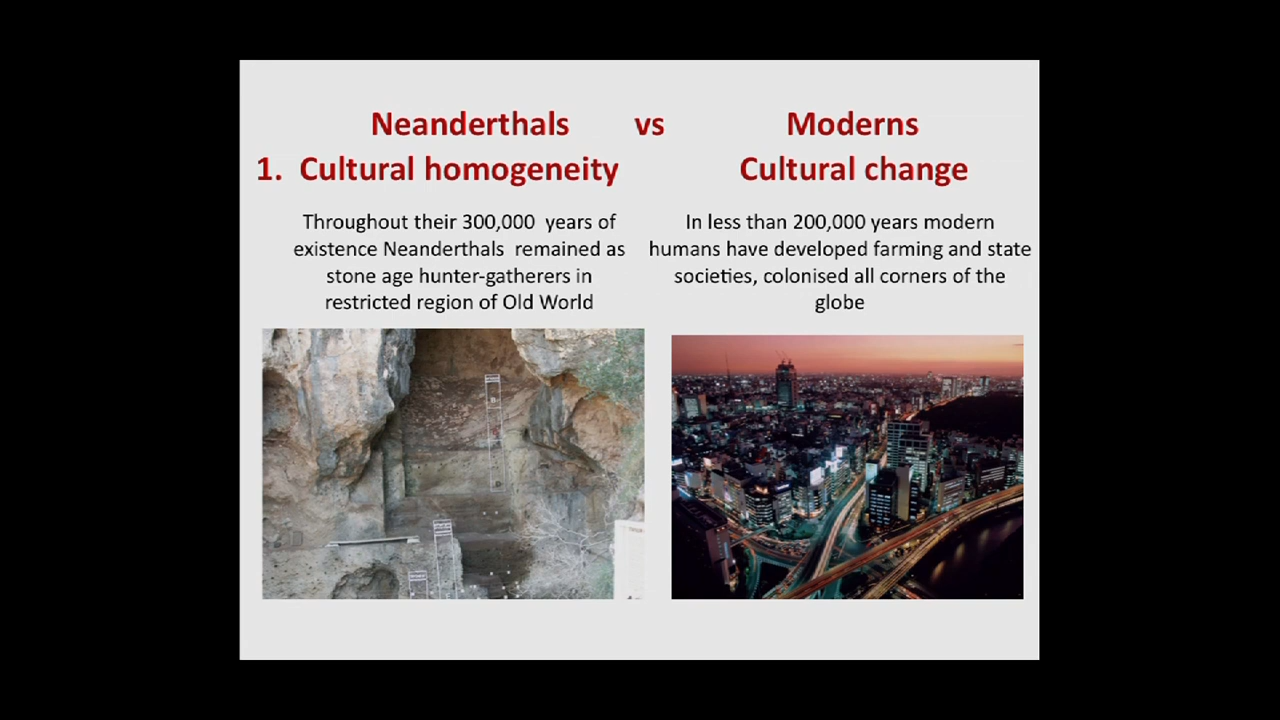 Neanderthals vs Moderns
1. Cultural homogeneity Cultural change
Throughout their 300,000 years of
existence Neanderthals remained as
stone age hunter-gatherers in
restricted region of Old World
In less than 200,000 years modern
humans have developed farming and state
societies, colonised all corners of the
globe